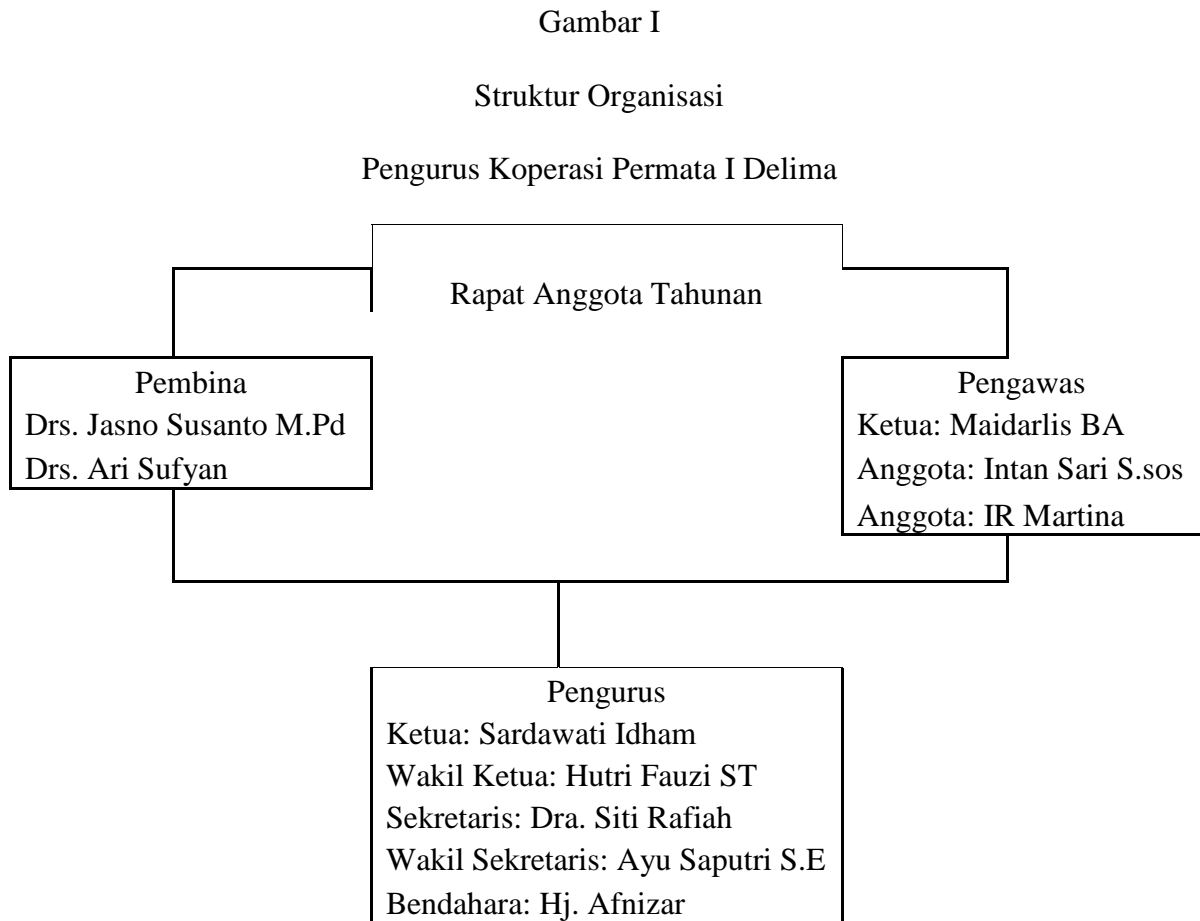 Gambar I
Struktur Organisasi
Pengurus Koperasi Permata I Delima
Rapat Anggota Tahunan
Pembina
Drs. Jasno Susanto M.Pd
Drs. Ari Sufyan
Pengawas
Ketua: Maidarlis BA
Anggota: Intan Sari S.sos
Anggota: IR Martina
Pengurus
Ketua: Sardawati Idham
Wakil Ketua: Hutri Fauzi ST
Sekretaris: Dra. Siti Rafiah
Wakil Sekretaris: Ayu Saputri S.E
Bendahara: Hj. Afnizar